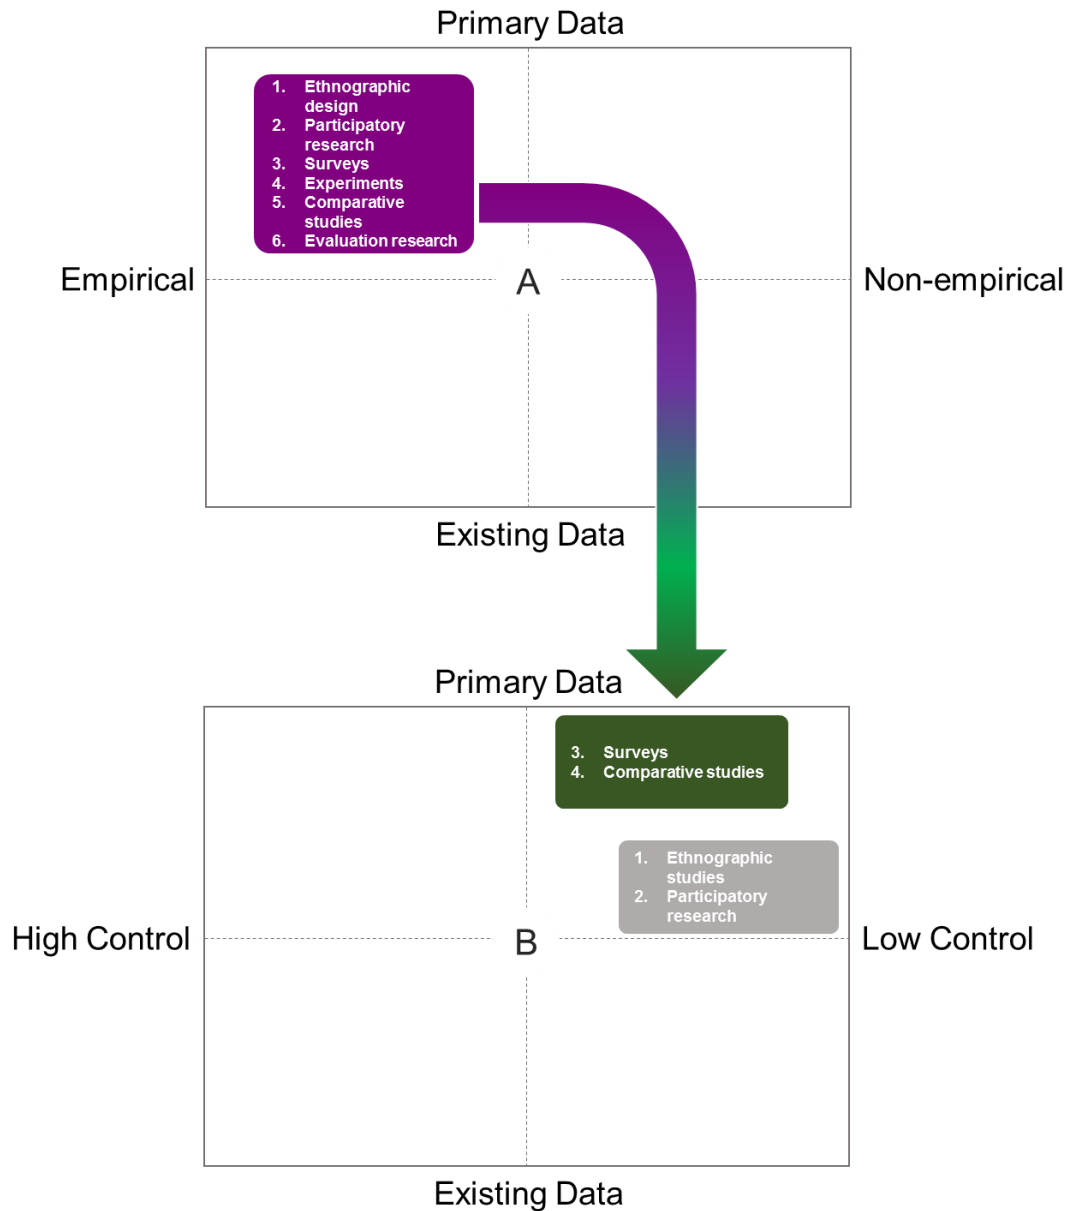 Primary Data
1. Ethnographic
design
2. Participatory
research
3. Surveys
4. Experiments
5. Comparative
studies
6. Evaluation research
Empirical
A
Non-empirical
Existing Data
Primary Data
3. Surveys
4. Comparative studies
1. Ethnographic
studies
2. Participatory
research
High Control
B
Low Control
Existing Data